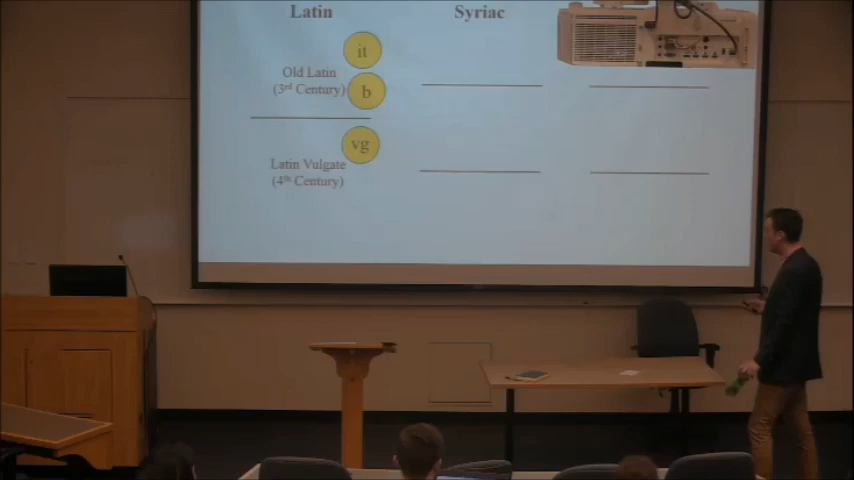 Latin
Syriac
it
Old Latin
(3rd Century)
b
vg
Latin Vulgate
(4th Century)